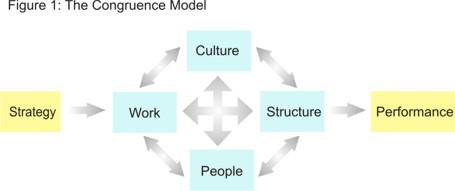 Figure 1: The Congruence Model
Culture
Strategy
Work
Structure
Performance
People